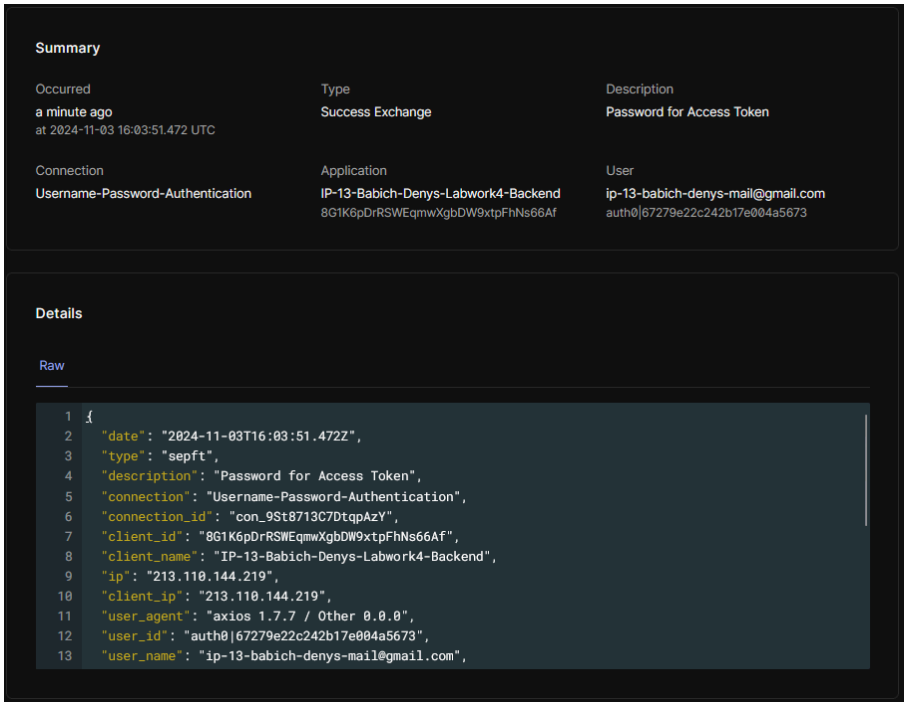 Summary
Occurred Type Description
a minute ago Success Exchange Password for Access Token
at 2024-11-03 16:03:51.472 UTC
Connection Application User
Username-Password-Authentication IP-13-Babich-Denys-Labwork4-Backend ip-13-babich-denys-mail@gmail.com
8G1K6pDrRSWEqmwXgbDW9xtpFhNs66Af auth0|67279e22c242b17e004a5673
Details
Raw
1 {
2 "date": "2024-11-03T16:03:51.472Z",
3 "type": "sepft",
4 "description": "Password for Access Token",
5 "connection": "Username-Password-Authentication",
6 "connection_id": "con_9St8713C7DtqpAzY",
7 "client_id": "8G1K6pDrRSWEqmwXgbDW9xtpFhNs66Af",
8 "client_name": "IP-13-Babich-Denys-Labwork4-Backend",
9 "ip": "213.110.144.219",
10 "client_ip": "213.110.144.219",
11 "user_agent": "axios 1.7.7 / Other 0.0.0",
12 "user_id": "auth0|67279e22c242b17e004a5673",
13 "user_name": "ip-13-babich-denys-mail@gmail.com",